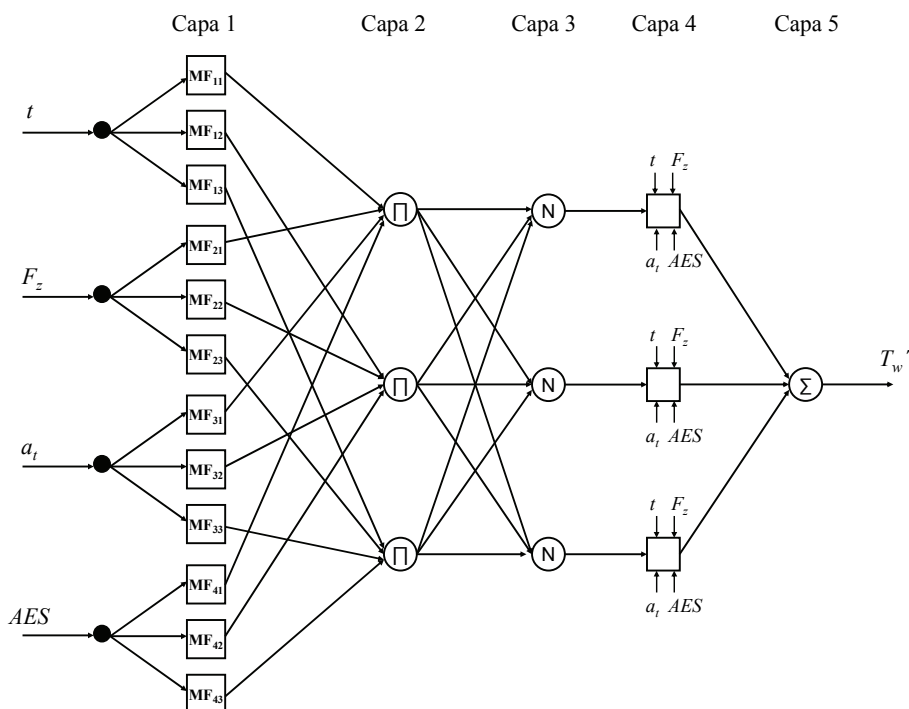 Capa 1 Capa 2 Capa 3 Capa 4 Capa 5
MF11
t
MF12
MF13
t Fz
∏ N
at AES
MF21
Fz
MF22
MF23
t Fz
Tw'
∏ N Σ
at AES
MF31
at
MF32
MF33
t Fz
∏ N
at AES
MF41
AES
MF42
MF43